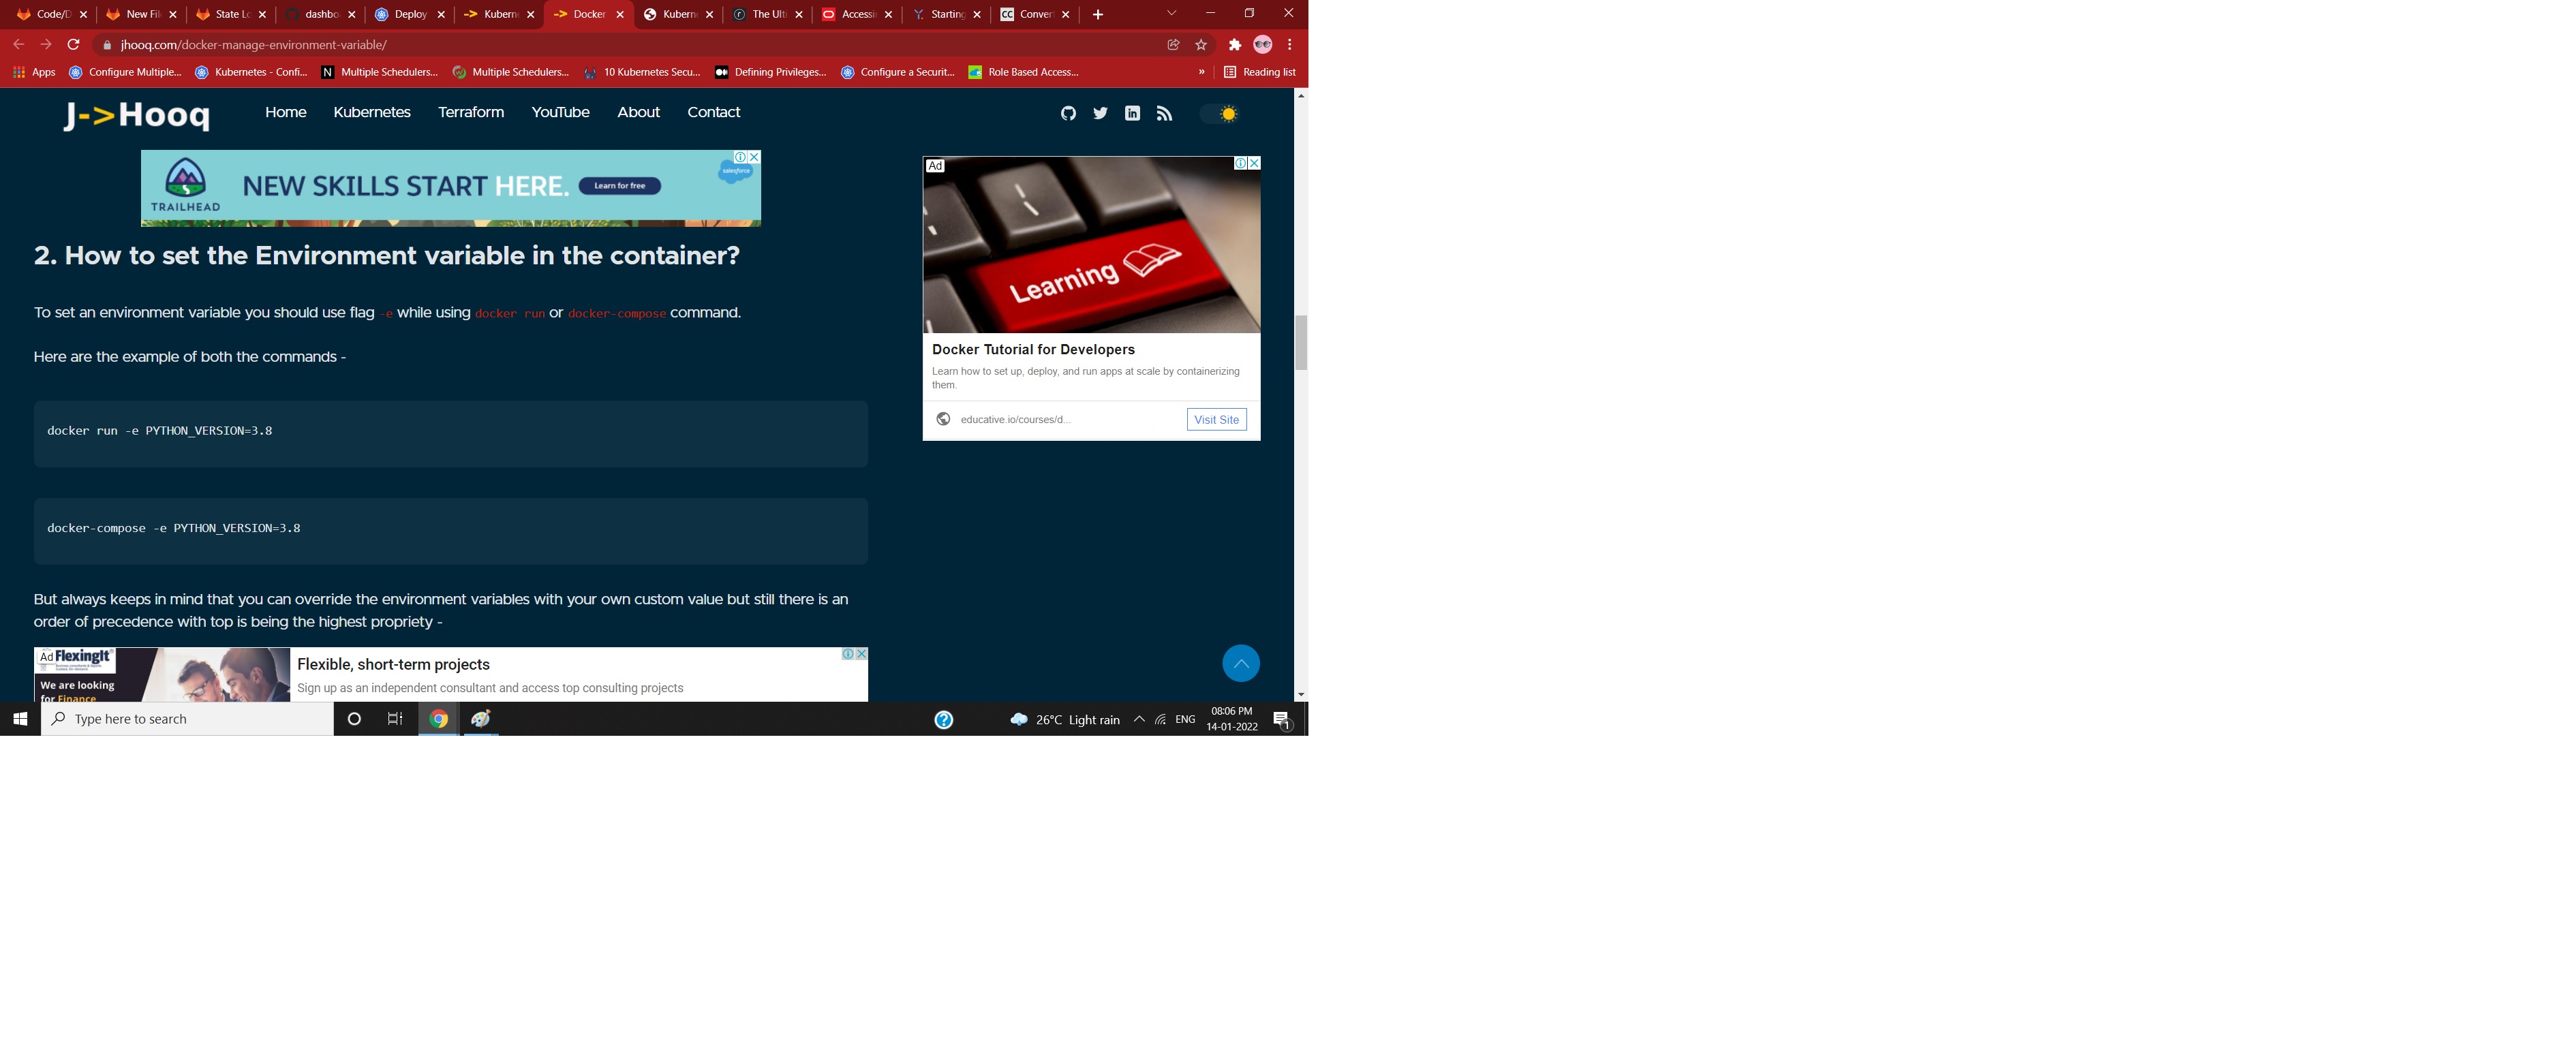 Code/D
New Fil
State Lo
dashbo
Deploy
Kubern
Docker
Kubern
The Ulti
Accessi
Starting
Convert
jhooq.com/docker-manage-environment-variable/
Apps
Configure Multiple...
Kubernetes - Confi...
Multiple Schedulers...
Multiple Schedulers...
10 Kubernetes Secu...
Defining Privileges...
Configure a Securit...
Role Based Access...
»
Reading list
J->Hooq
Home
Kubernetes
Terraform
YouTube
About
Contact
TRAILHEAD
NEW SKILLS START HERE.
Learn for free
salesforce
Ad
Learning
2. How to set the Environment variable in the container?
To set an environment variable you should use flag -e while using docker run or docker-compose command.
Here are the example of both the commands -
Docker Tutorial for Developers
Learn how to set up, deploy, and run apps at scale by containerizing
them.
educative.io/courses/d...
Visit Site
docker run -e PYTHON_VERSION=3.8
docker-compose -e PYTHON_VERSION=3.8
But always keeps in mind that you can override the environment variables with your own custom value but still there is an
order of precedence with top is being the highest propriety -
Ad
FlexingIt
We are looking
for Finance
Flexible, short-term projects
Sign up as an independent consultant and access top consulting projects
Type here to search
26°C Light rain
ENG
08:06 PM
14-01-2022
1